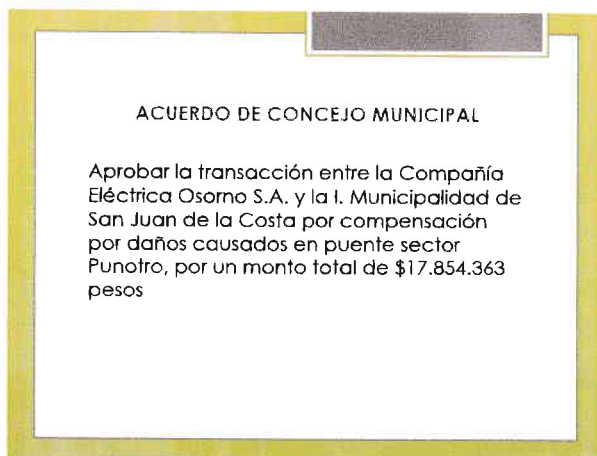 ACUERDO DE CONCEJO MUNICIPAL
Aprobar la transacción entre la Compañía
Eléctrica Osorno S.A. y la I. Municipalidad de
San Juan de la Costa por compensación
por daños causados en puente sector
Punotro, por un monto total de $17.854.363
pesos